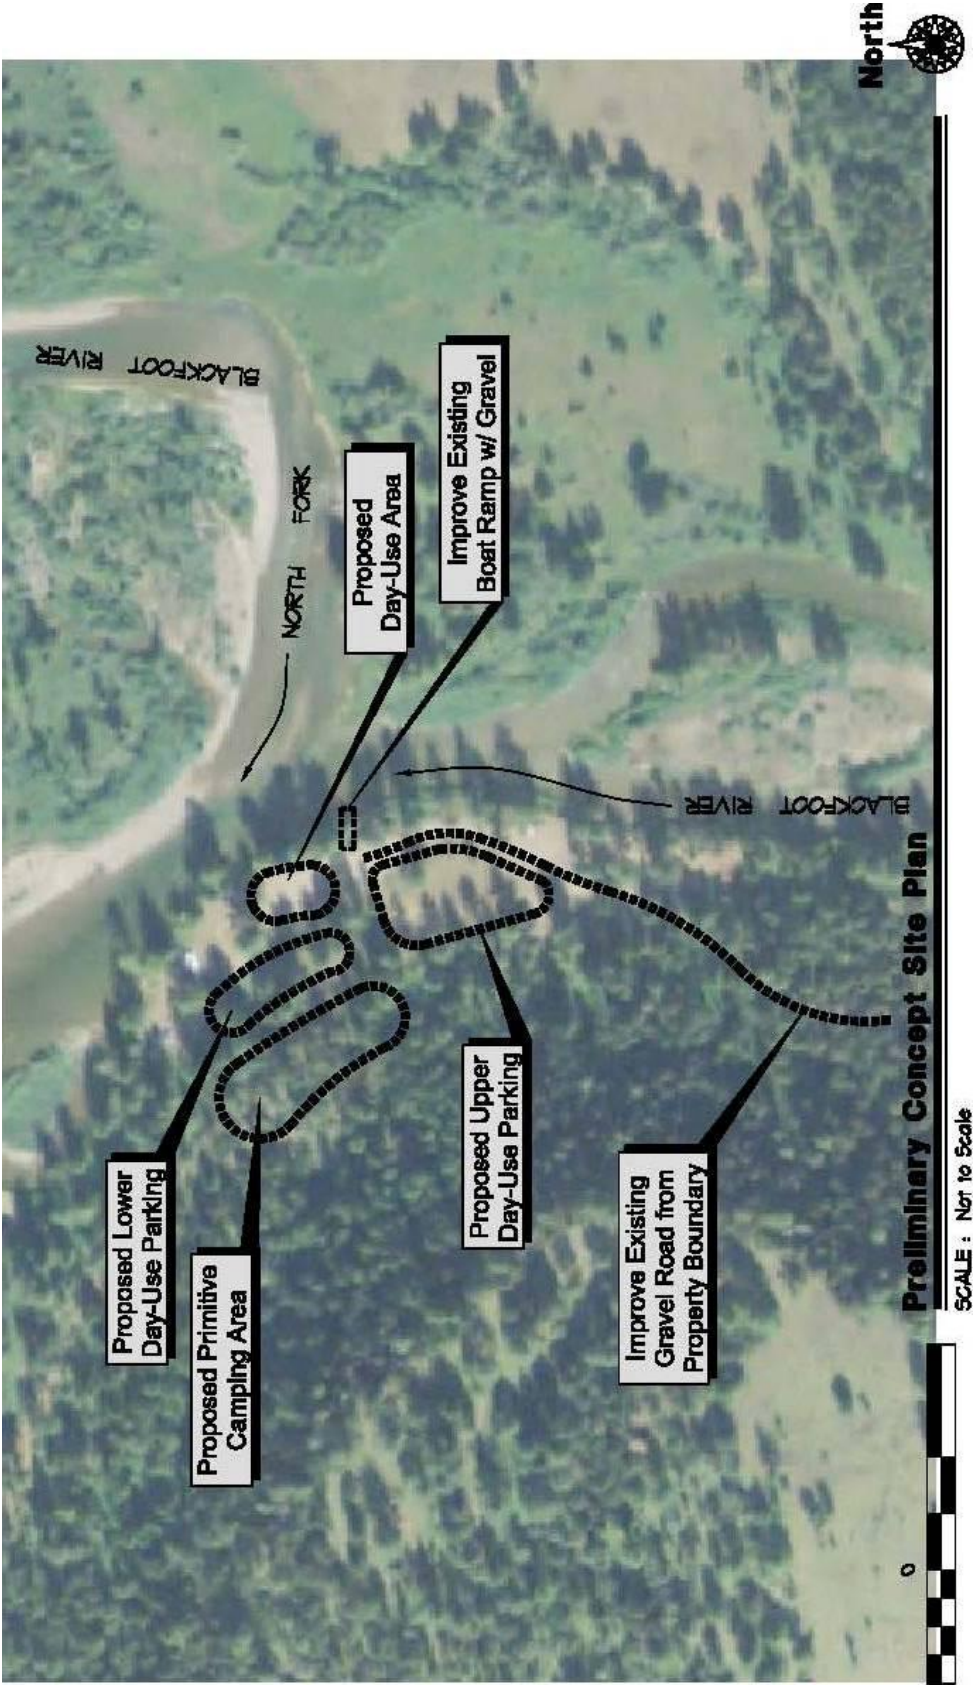 North
BLACKFOOT RIVER
NORTH FORK
Proposed
Day-Use Area
Improve Existing
Boat Ramp w/ Gravel
BLACKFOOT RIVER
Proposed Lower
Day-Use Parking
Proposed Primitive
Camping Area
Proposed Upper
Day-Use Parking
Improve Existing
Gravel Road from
Property Boundary
Preliminary Concept Site Plan
SCALE : Not to Scale
0